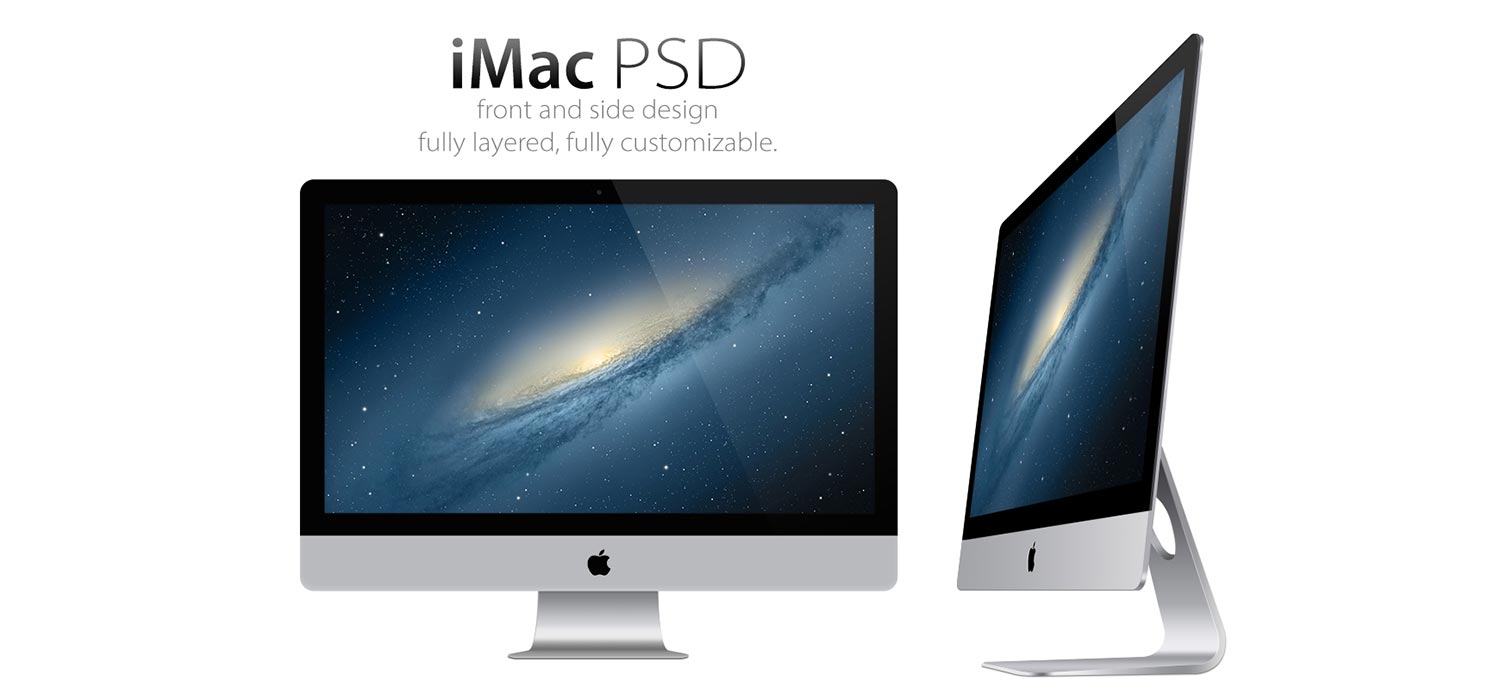 iMac PSD
front and side design
fully layered, fully customizable.